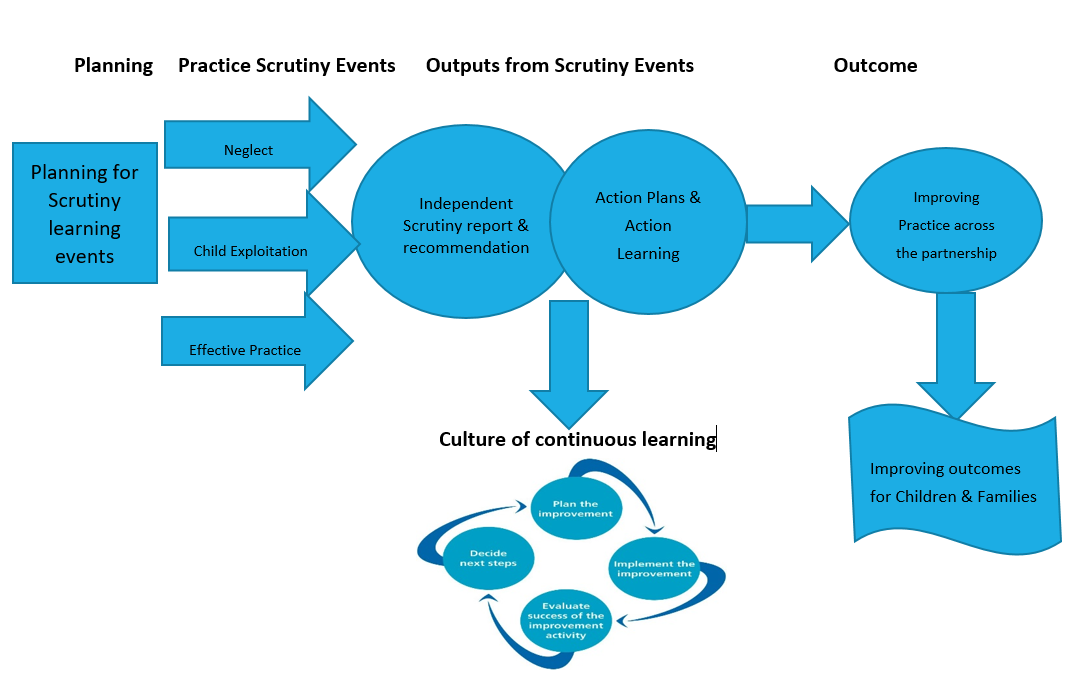 Planning
Practice Scrutiny Events
Outputs from Scrutiny Events
Outcome
Planning for
Scrutiny
learning
events
Neglect
Child Exploitation
Effective Practice
Independent
Scrutiny report &
recommendation
Action Plans &
Action
Learning
Improving
Practice across
the partnership
Culture of continuous learning
Plan the
improvement
Implement the
improvement
Evaluate
success of the
improvement
activity
Decide
next steps
Improving outcomes
for Children & Families